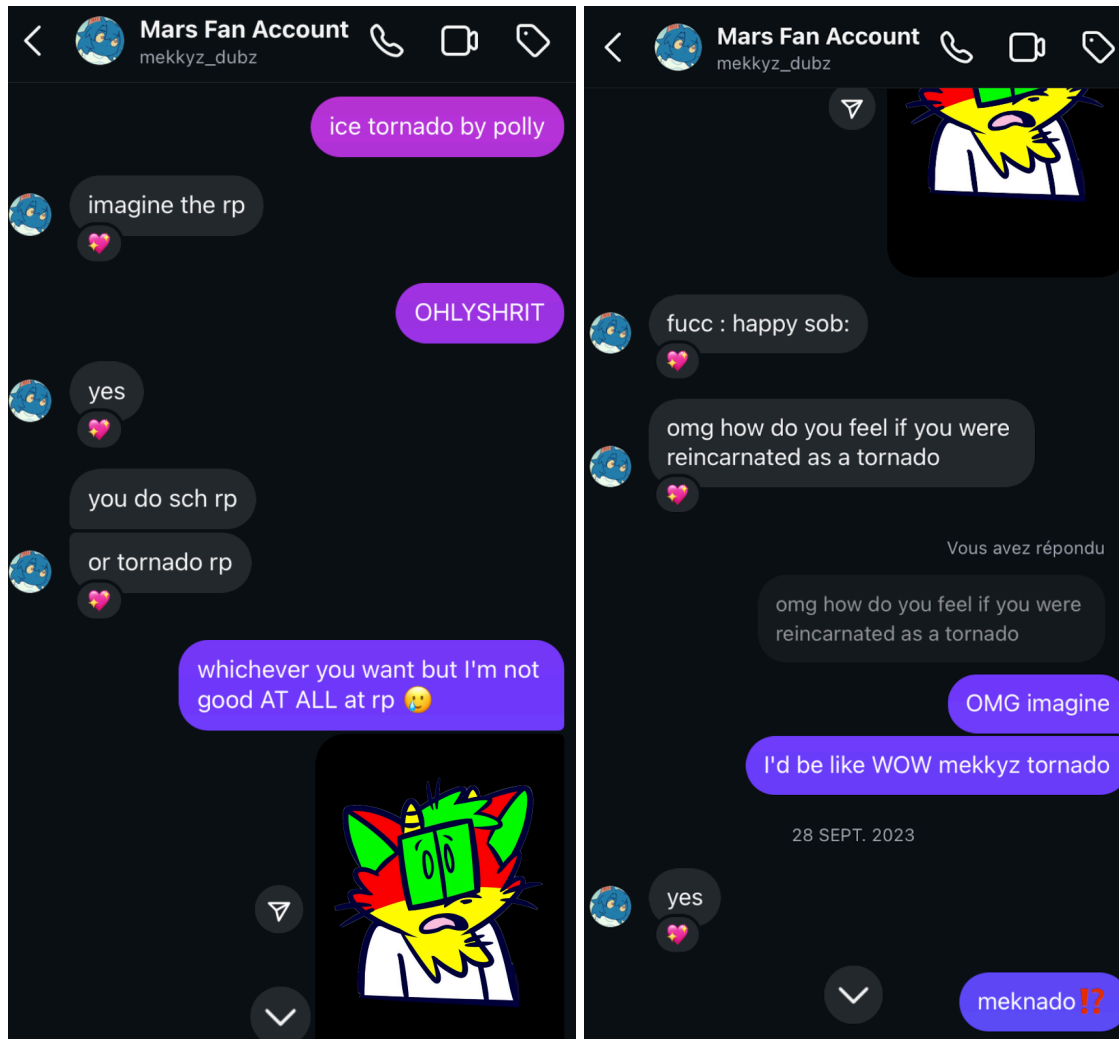 Mars Fan Account
mekkyz_dubz
ice tornado by polly
imagine the rp
💖
OHLYSHRIT
yes
💖
you do sch rp
or tornado rp
💖
whichever you want but I'm not
good AT ALL at rp 🥲
Mars Fan Account
mekkyz_dubz
fucc : happy sob:
💖
omg how do you feel if you were
reincarnated as a tornado
💖
Vous avez répondu
omg how do you feel if you were
reincarnated as a tornado
OMG imagine
I'd be like WOW mekkyz tornado
28 SEPT. 2023
yes
💖
meknado⁉️